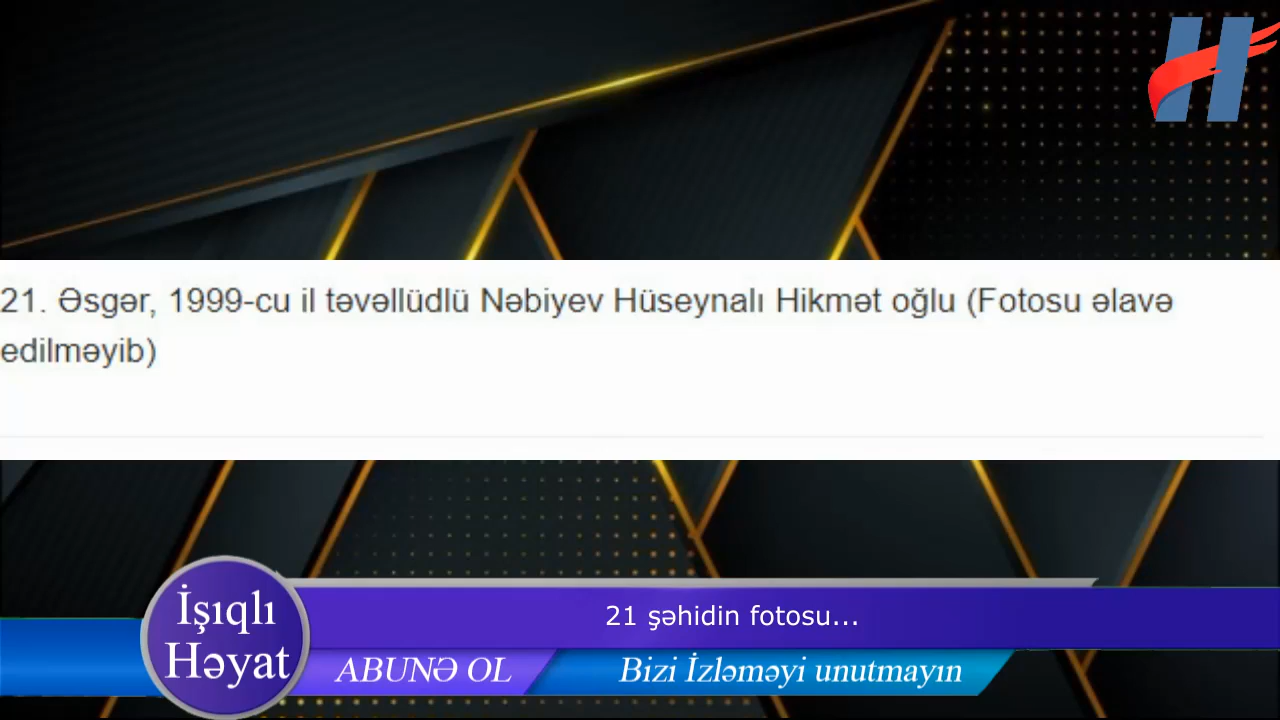 21. Əsgər, 1999-cu il təvəllüdlü Nəbiyev Hüseynalı Hikmət oğlu (Fotosu əlavə
edilməyib)
İşıqlı
Həyat
21 şəhidin fotosu...
ABUNƏ OL
Bizi İzləməyi unutmayın